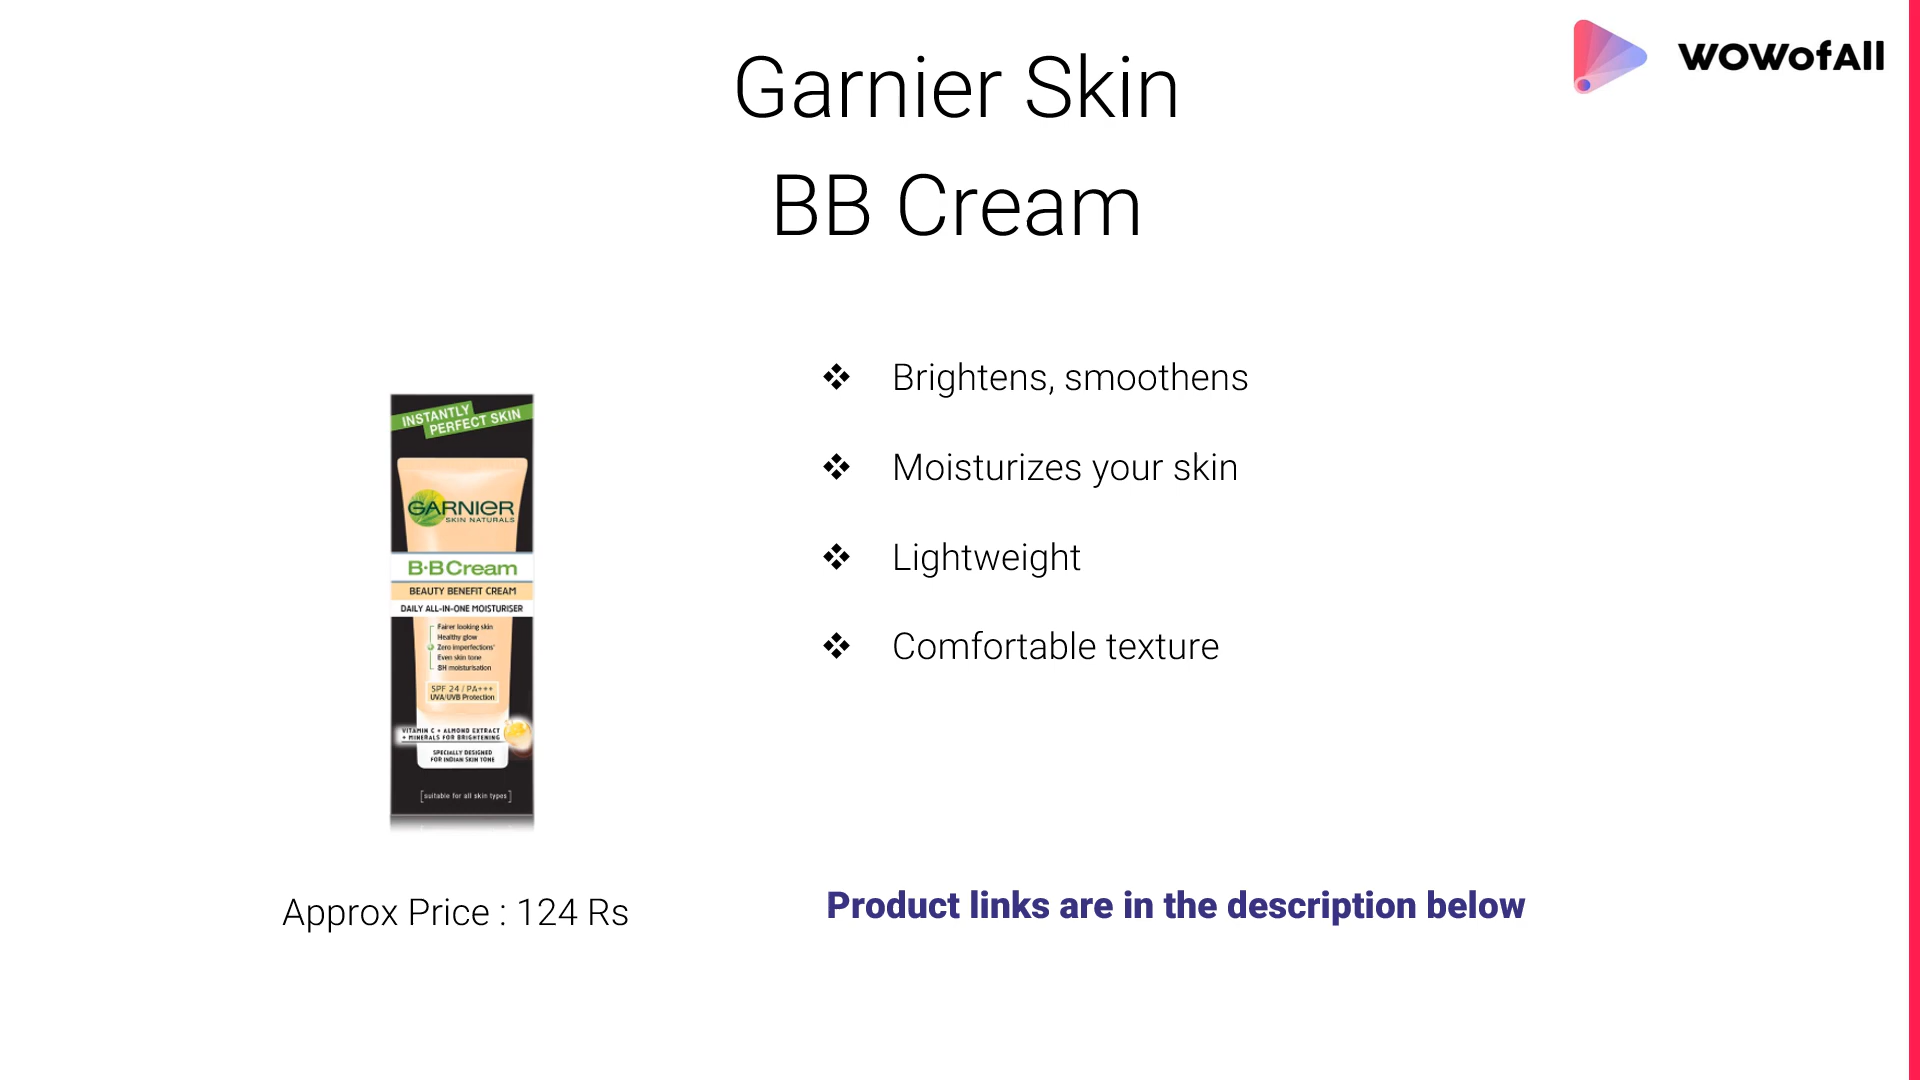 WOWofAll
Garnier Skin
BB Cream
❖ Brightens, smoothens
❖ Moisturizes your skin
❖ Lightweight
❖ Comfortable texture
INSTANTLY
PERFECT SKIN
GARNIER
SKIN NATURALS
B·B Cream
BEAUTY BENEFIT CREAM
DAILY ALL-IN-ONE MOISTURISER
Fairer looking skin
Healthy glow
Zero imperfections*
Even skin tone
8H moisturisation
SPF 24 / PA+++
UVA/UVB Protection
VITAMIN C + ALMOND EXTRACT
+ MINERALS FOR BRIGHTENING
SPECIALLY DESIGNED
FOR INDIAN SKIN TONE
[suitable for all skin types]
Approx Price : 124 Rs
Product links are in the description below